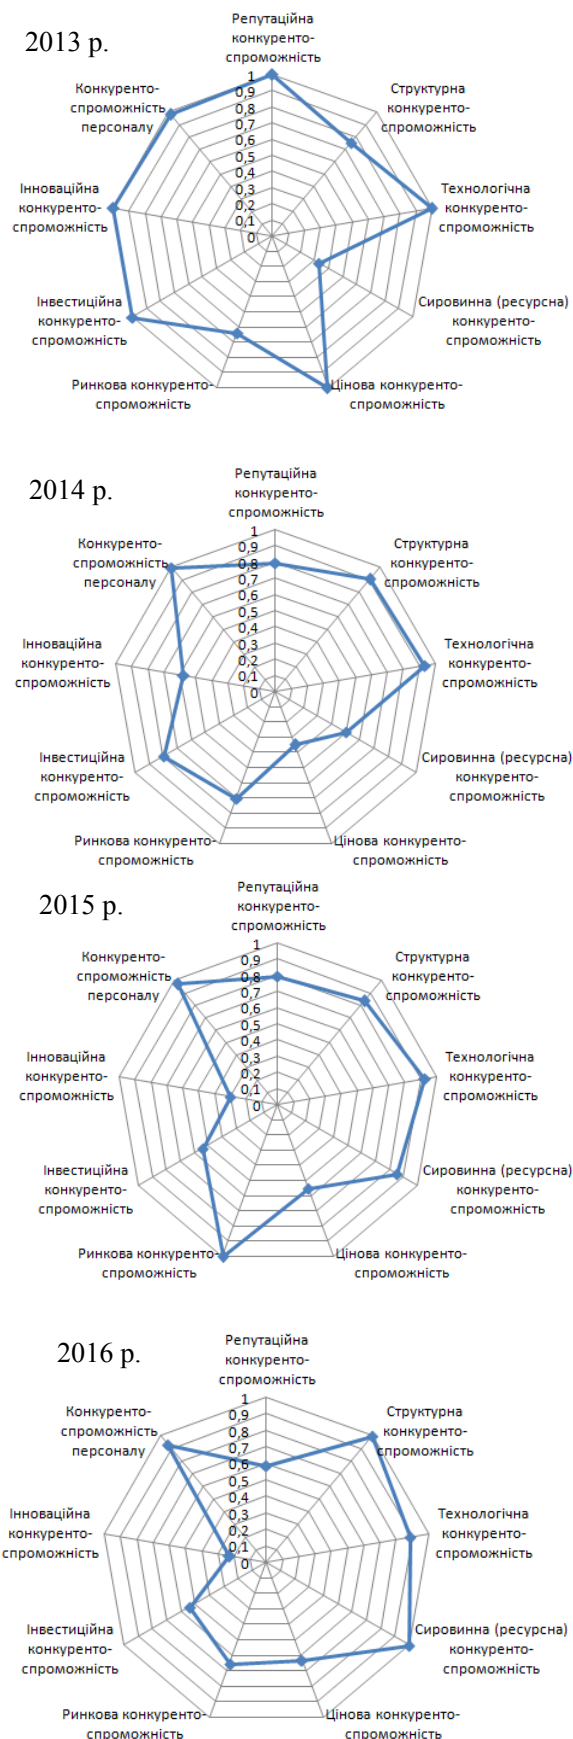 2013 р.
Репутаційна
конкуренто-
спроможність
Структурна
конкуренто-
спроможність
Технологічна
конкуренто-
спроможність
Сировинна (ресурсна)
конкуренто-
спроможність
Цінова конкуренто-
спроможність
Ринкова конкуренто-
спроможність
Інвестиційна
конкуренто-
спроможність
Інноваційна
конкуренто-
спроможність
Конкуренто-
спроможність
персоналу
1
0,9
0,8
0,7
0,6
0,5
0,4
0,3
0,2
0,1
0
2014 р.
Репутаційна
конкуренто-
спроможність
Структурна
конкуренто-
спроможність
Технологічна
конкуренто-
спроможність
Сировинна (ресурсна)
конкуренто-
спроможність
Цінова конкуренто-
спроможність
Ринкова конкуренто-
спроможність
Інвестиційна
конкуренто-
спроможність
Інноваційна
конкуренто-
спроможність
Конкуренто-
спроможність
персоналу
1
0,9
0,8
0,7
0,6
0,5
0,4
0,3
0,2
0,1
0
2015 р.
Репутаційна
конкуренто-
спроможність
Структурна
конкуренто-
спроможність
Технологічна
конкуренто-
спроможність
Сировинна (ресурсна)
конкуренто-
спроможність
Цінова конкуренто-
спроможність
Ринкова конкуренто-
спроможність
Інвестиційна
конкуренто-
спроможність
Інноваційна
конкуренто-
спроможність
Конкуренто-
спроможність
персоналу
1
0,9
0,8
0,7
0,6
0,5
0,4
0,3
0,2
0,1
0
2016 р.
Репутаційна
конкуренто-
спроможність
Структурна
конкуренто-
спроможність
Технологічна
конкуренто-
спроможність
Сировинна (ресурсна)
конкуренто-
спроможність
Цінова конкуренто-
спроможність
Ринкова конкуренто-
спроможність
Інвестиційна
конкуренто-
спроможність
Інноваційна
конкуренто-
спроможність
Конкуренто-
спроможність
персоналу
1
0,9
0,8
0,7
0,6
0,5
0,4
0,3
0,2
0,1
0